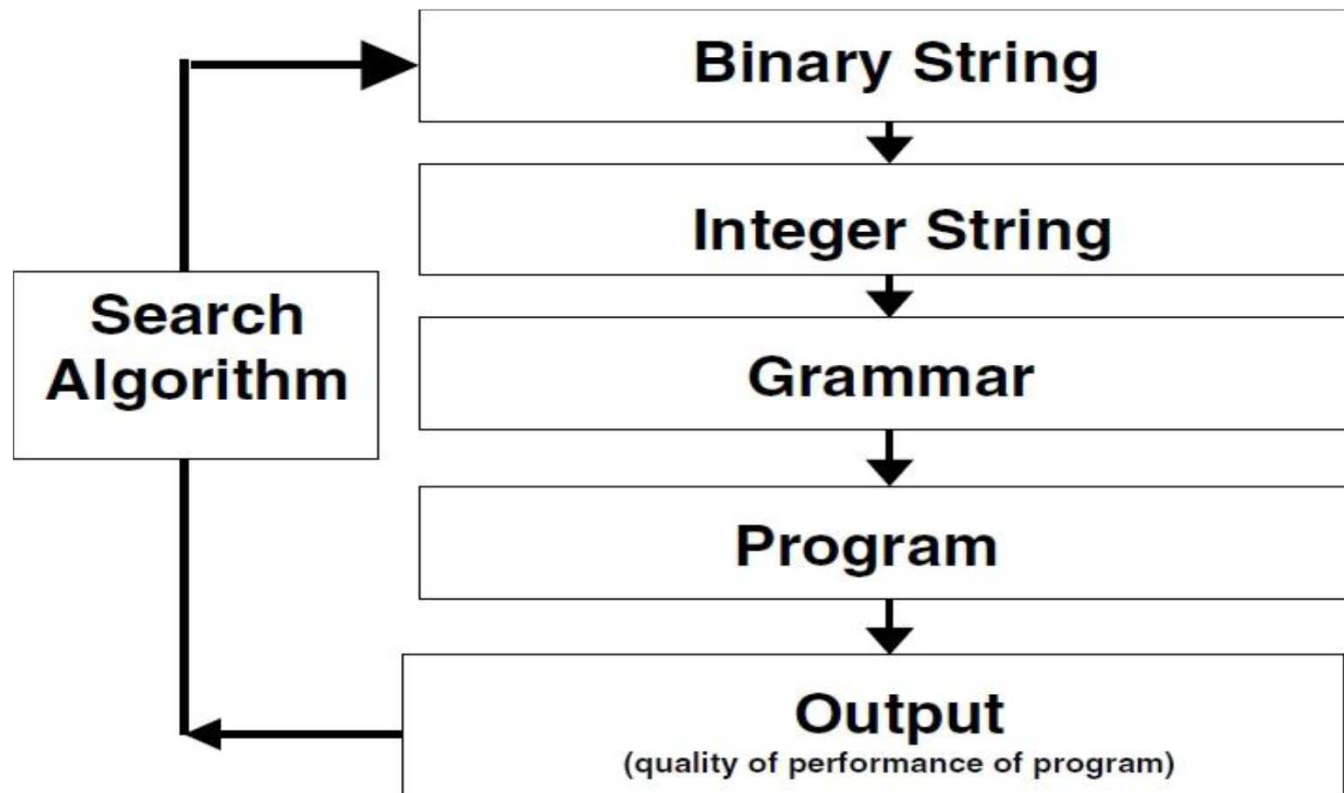 Binary String
Integer String
Search
Algorithm
Grammar
Program
Output
(quality of performance of program)